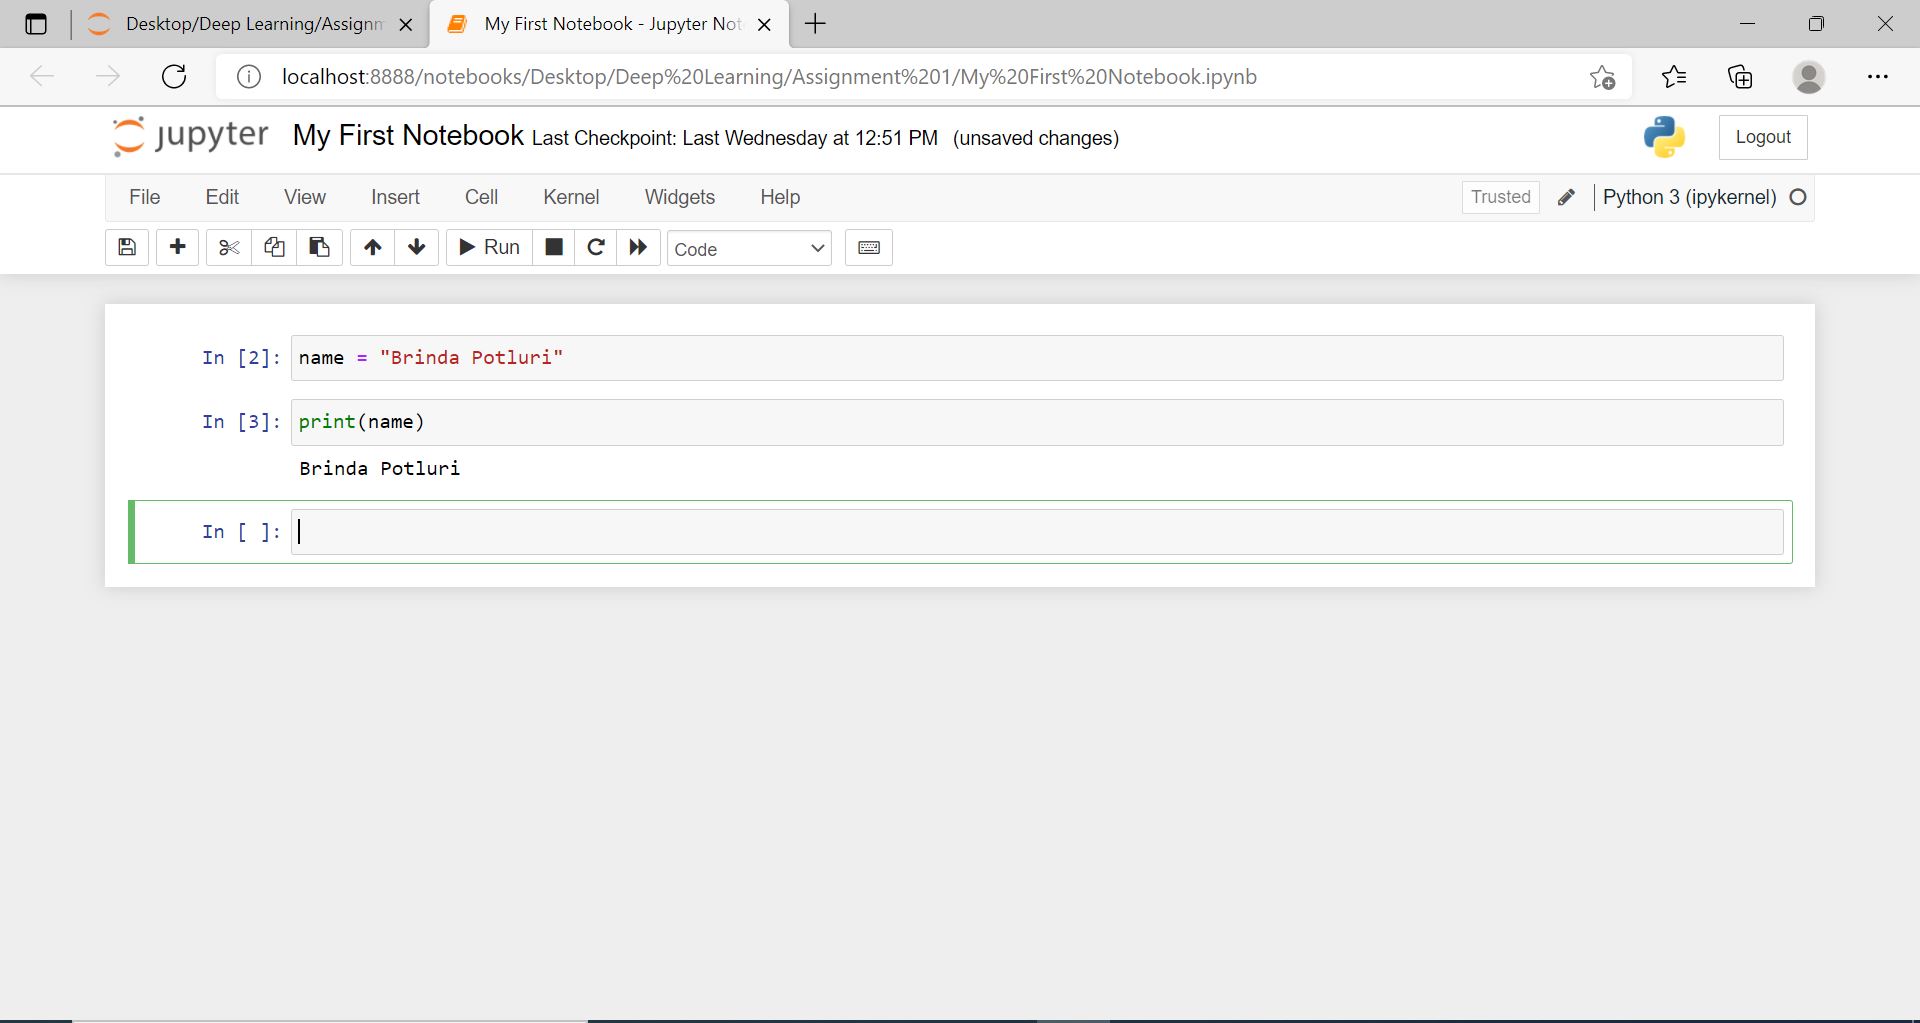 Desktop/Deep Learning/Assignm
My First Notebook - Jupyter Not
localhost:8888/notebooks/Desktop/Deep%20Learning/Assignment%201/My%20First%20Notebook.ipynb
jupyter My First Notebook Last Checkpoint: Last Wednesday at 12:51 PM (unsaved changes) Logout
File Edit View Insert Cell Kernel Widgets Help Trusted Python 3 (ipykernel)
Run Code
In [2]: name = "Brinda Potluri"
In [3]: print(name)
Brinda Potluri
In [ ]: